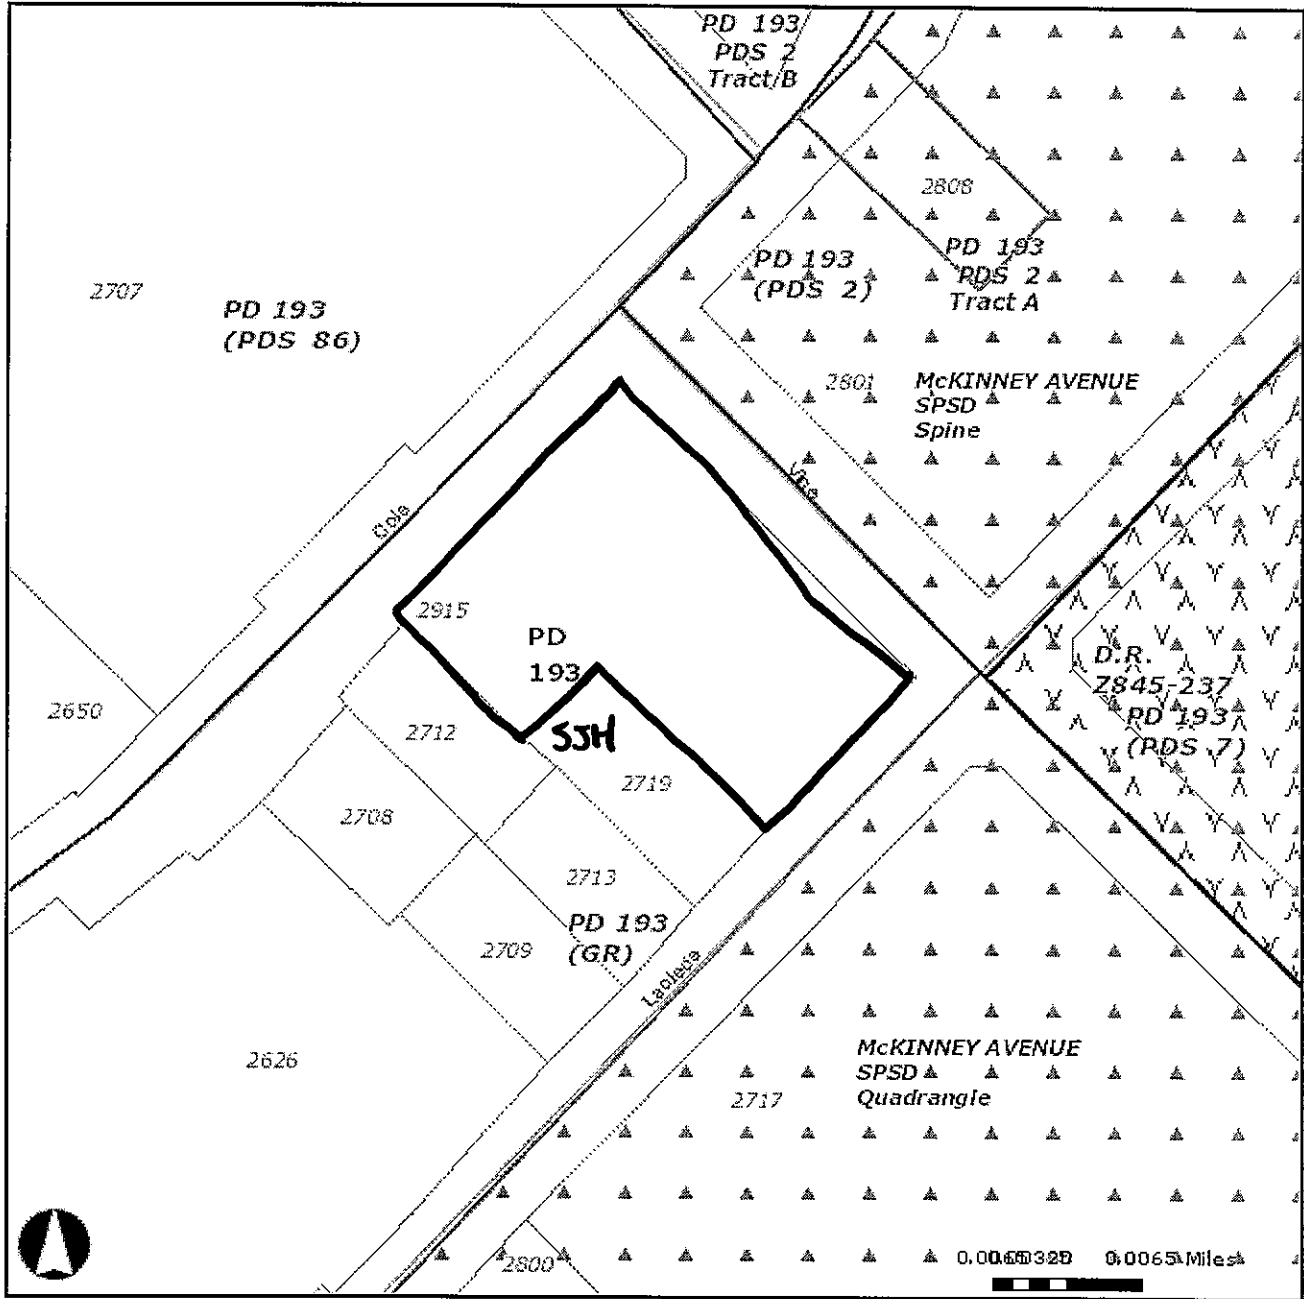 PD 193
PDS 2
Tract B
2808
PD 193
(PDS 2)
PD 193
PDS 2
Tract A
2707
PD 193
(PDS 86)
2801
McKINNEY AVENUE
SPSD
Spine
Vine
Cole
2915
PD
193
D.R.
Z845-237
PD 193
(PDS 7)
2650
2712
SJH
2719
2708
2713
PD 193
(GR)
2709
Laclede
2626
McKINNEY AVENUE
SPSD
Quadrangle
2717
2800
0.0065 Miles